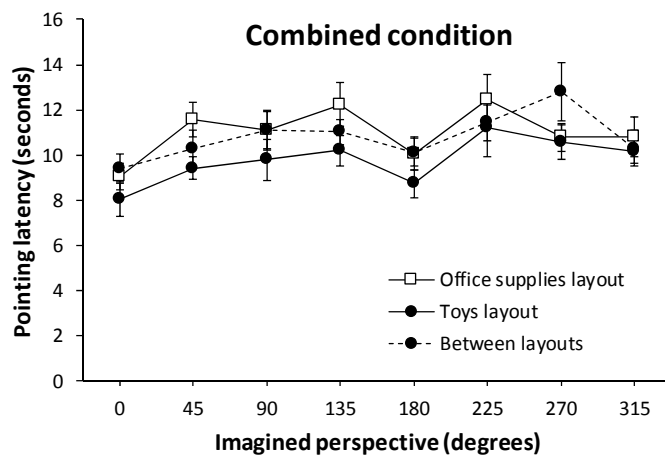 Combined condition
16
14
12
10
8
6
4
2
0
Pointing latency (seconds)
Office supplies layout
Toys layout
Between layouts
0 45 90 135 180 225 270 315
Imagined perspective (degrees)